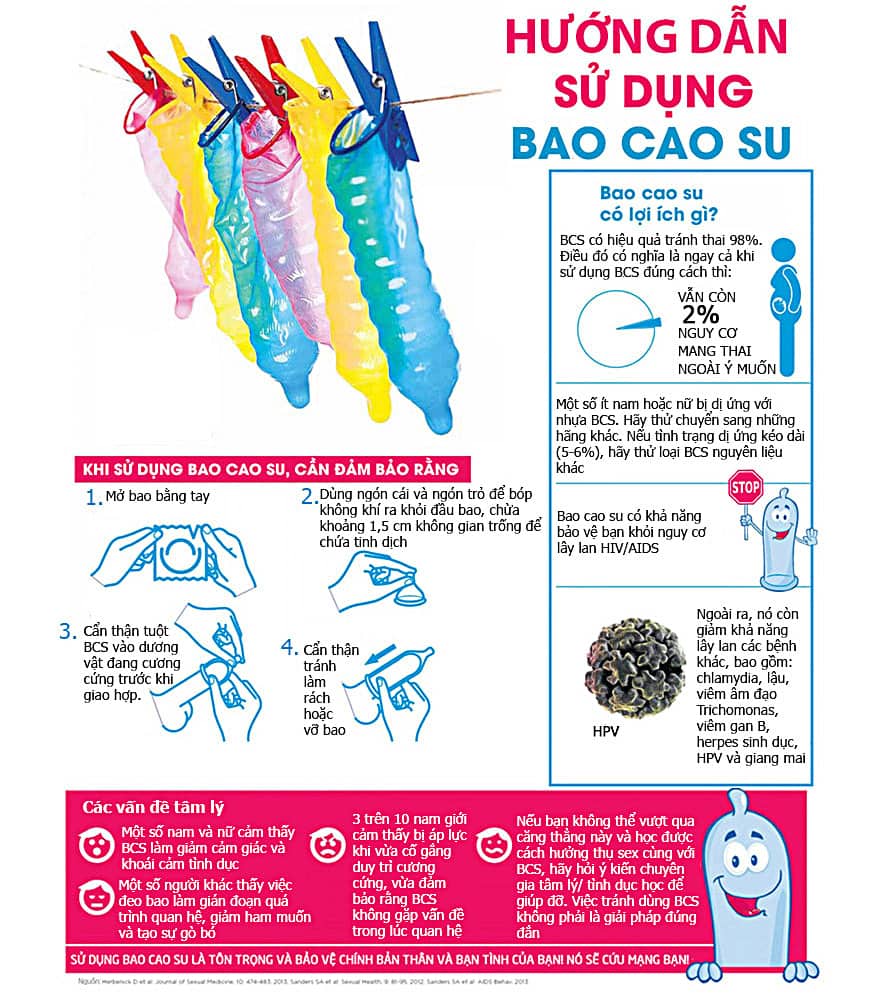 HƯỚNG DẪN
SỬ DỤNG
BAO CAO SU
Bao cao su
có lợi ích gì?
BCS có hiệu quả tránh thai 98%.
Điều đó có nghĩa là ngay cả khi
sử dụng BCS đúng cách thì:
VẪN CÒN
2%
NGUY CƠ
MANG THAI
NGOÀI Ý MUỐN
Một số ít nam hoặc nữ bị dị ứng với
nhựa BCS. Hãy thử chuyển sang những
hãng khác. Nếu tình trạng dị ứng kéo dài
(5-6%), hãy thử loại BCS nguyên liệu
khác
STOP
Bao cao su có khả năng
bảo vệ bạn khỏi nguy cơ
lây lan HIV/AIDS
Ngoài ra, nó còn
giảm khả năng
lây lan các bệnh
khác, bao gồm:
chlamydia, lậu,
viêm âm đạo
Trichomonas,
viêm gan B,
herpes sinh dục,
HPV và giang mai
HPV
KHI SỬ DỤNG BAO CAO SU, CẦN ĐẢM BẢO RẰNG
1. Mở bao bằng tay
2. Dùng ngón cái và ngón trỏ để bóp
không khí ra khỏi đầu bao, chừa
khoảng 1,5 cm không gian trống để
chứa tinh dịch
3. Cẩn thận tuột
BCS vào dương
vật đang cương
cứng trước khi
giao hợp.
4. Cẩn thận
tránh
làm
rách
hoặc
vỡ bao
Các vấn đề tâm lý
Một số nam và nữ cảm thấy
BCS làm giảm cảm giác và
khoái cảm tình dục
Một số người khác thấy việc
đeo bao làm gián đoạn quá
trình quan hệ, giảm ham muốn
và tạo sự gò bó
3 trên 10 nam giới
cảm thấy bị áp lực
khi vừa cố gắng
duy trì cương
cứng, vừa đảm
bảo rằng BCS
không gặp vấn đề
trong lúc quan hệ
Nếu bạn không thể vượt qua
căng thẳng này và học được
cách hưởng thụ sex cùng với
BCS, hãy hỏi ý kiến chuyên
gia tâm lý/ tình dục học để
giúp đỡ. Việc tránh dùng BCS
không phải là giải pháp đúng
đắn
SỬ DỤNG BAO CAO SU LÀ TÔN TRỌNG VÀ BẢO VỆ CHÍNH BẢN THÂN VÀ BẠN TÌNH CỦA BẠN! NÓ SẼ CỨU MẠNG BẠN!
Nguồn: Herbenick D et al: Journal of Sexual Medicine, 10: 474-483, 2013, Sanders SA et al: Sexual Health, 9: 81-95, 2012, Sanders SA et al: AIDS Behav, 2013